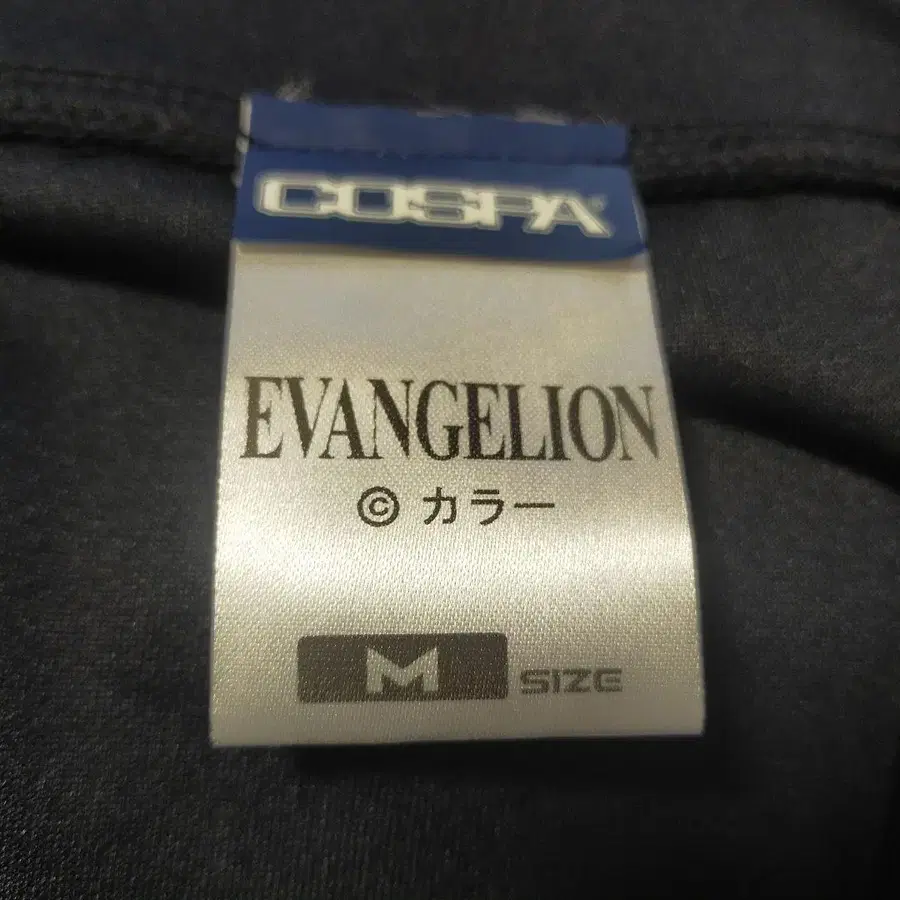 COSPA
EVANGELION
© カラー
M SIZE